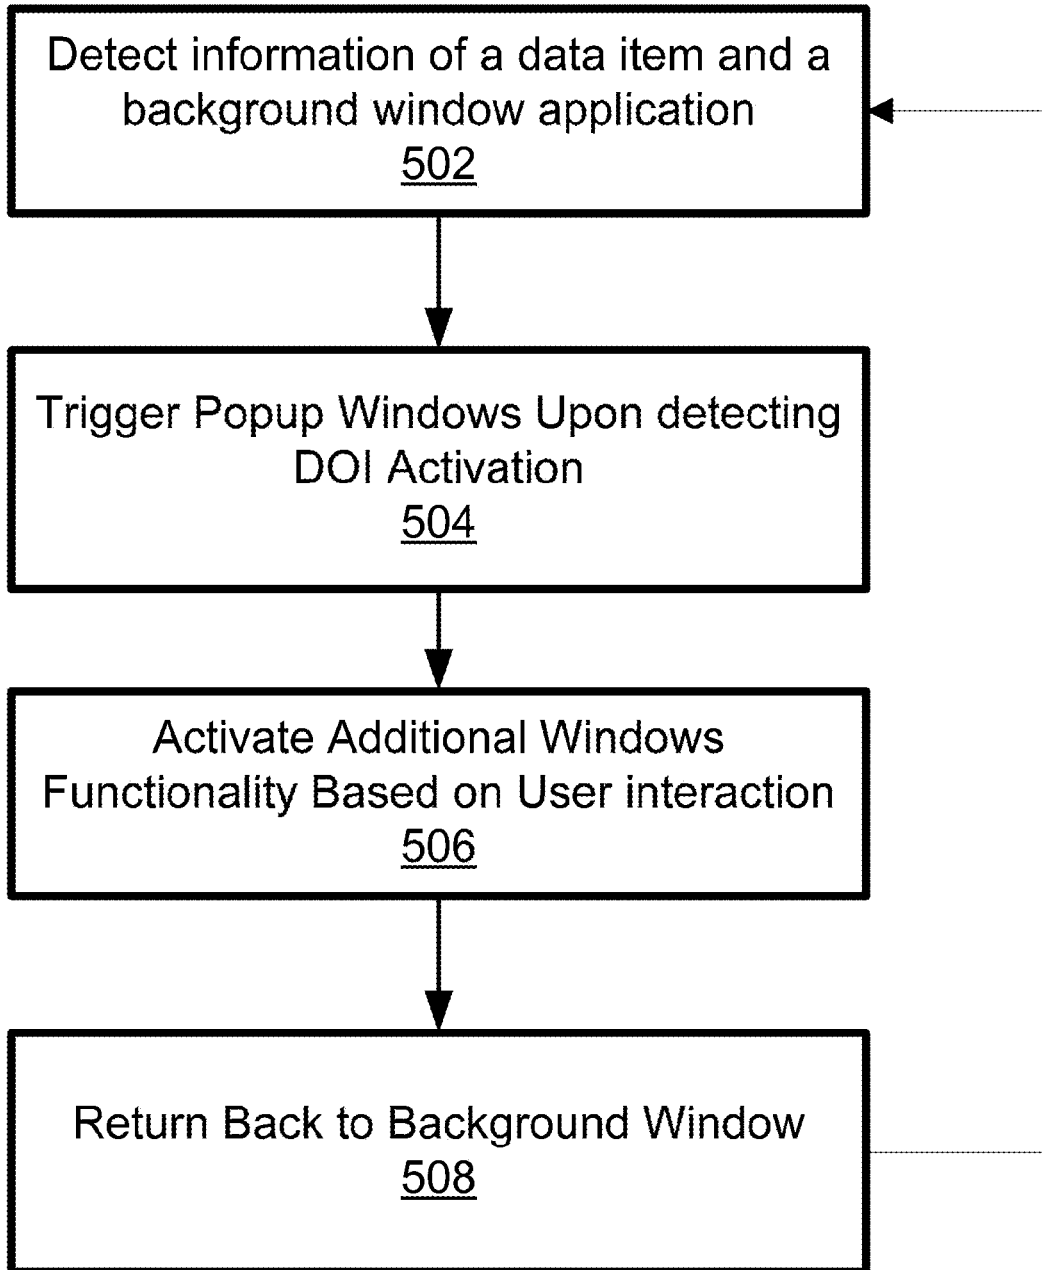 Detect information of a data item and a
background window application
502
Trigger Popup Windows Upon detecting
DOI Activation
504
Activate Additional Windows
Functionality Based on User interaction
506
Return Back to Background Window
508